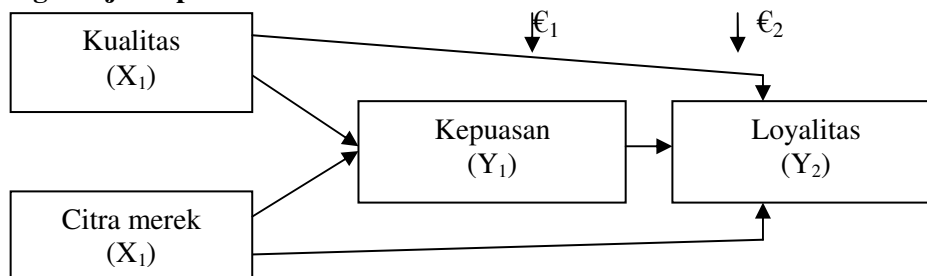 €₁
€₂
Kualitas
(X₁)
Kepuasan
(Y₁)
Loyalitas
(Y₂)
Citra merek
(X₁)